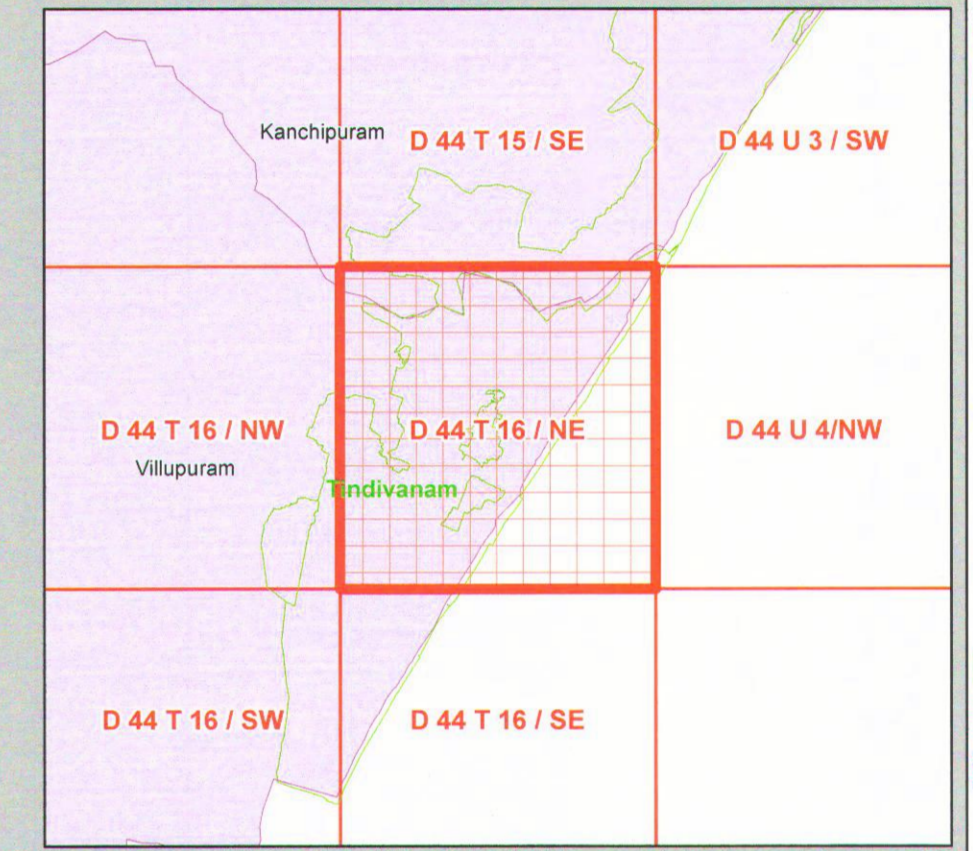 Kanchipuram
D 44 T 15 / SE
D 44 U 3 / SW
D 44 T 16 / NW
D 44 T 16 / NE
D 44 U 4/NW
Villupuram
Tindivanam
D 44 T 16 / SW
D 44 T 16 / SE